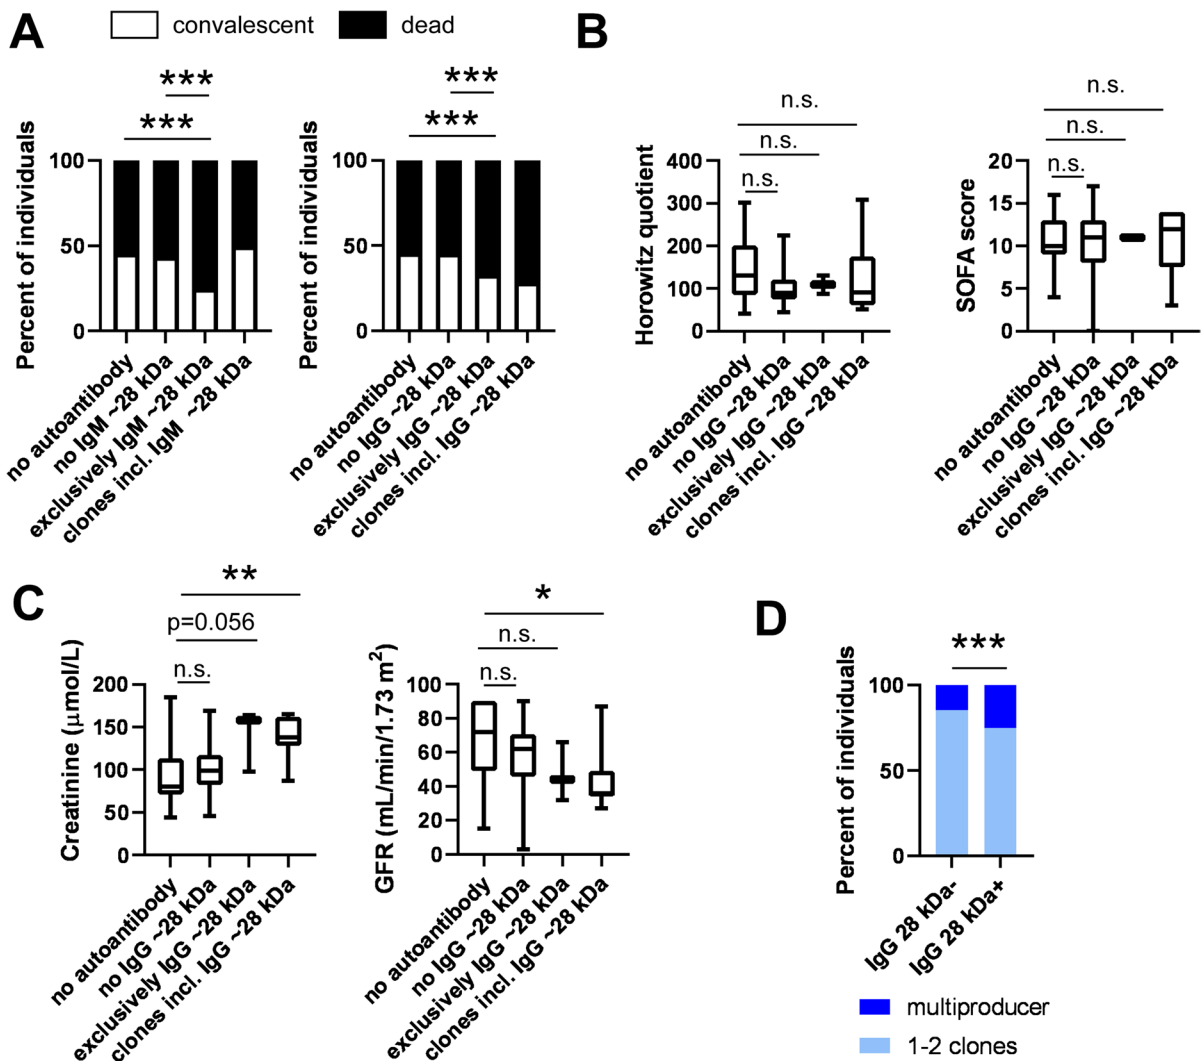 A
convalescent
dead
***
***
Percent of individuals
100
50
0
no autoantibody
no IgM ~28 kDa
exclusively IgM ~28 kDa
clones incl. IgM ~28 kDa
***
***
Percent of individuals
100
50
0
no autoantibody
no IgG ~28 kDa
exclusively IgG ~28 kDa
clones incl. IgG ~28 kDa
B
n.s.
n.s.
n.s.
Horowitz quotient
400
300
200
100
0
no autoantibody
no IgG ~28 kDa
exclusively IgG ~28 kDa
clones incl. IgG ~28 kDa
n.s.
n.s.
n.s.
SOFA score
20
15
10
5
0
no autoantibody
no IgG ~28 kDa
exclusively IgG ~28 kDa
clones incl. IgG ~28 kDa
C
**
p=0.056
n.s.
Creatinine (μmol/L)
200
150
100
50
0
no autoantibody
no IgG ~28 kDa
exclusively IgG ~28 kDa
clones incl. IgG ~28 kDa
*
n.s.
n.s.
GFR (mL/min/1.73 m²)
100
80
60
40
20
0
no autoantibody
no IgG ~28 kDa
exclusively IgG ~28 kDa
clones incl. IgG ~28 kDa
D
***
Percent of individuals
100
50
0
IgG 28 kDa-
IgG 28 kDa+
multiproducer
1-2 clones